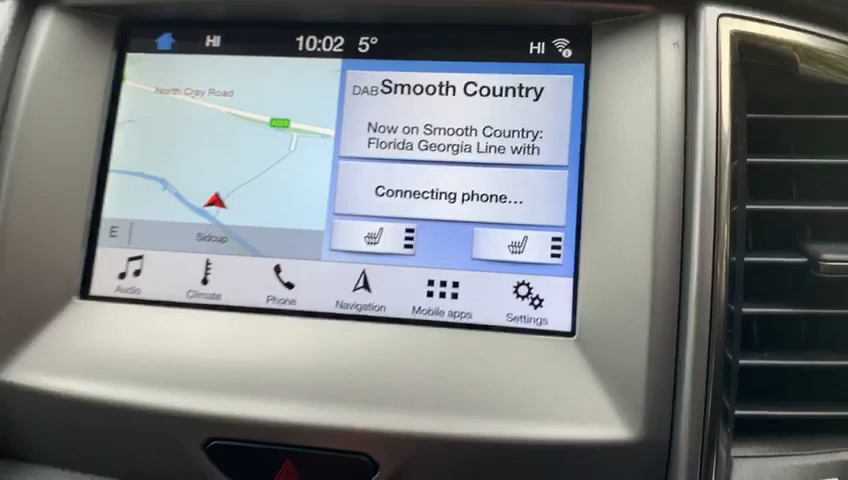 HI 10:02 5° HI
North Cray Road
A223
DAB Smooth Country
Now on Smooth Country:
Florida Georgia Line with
Connecting phone...
E Sidcup
Audio Climate Phone Navigation Mobile apps Settings